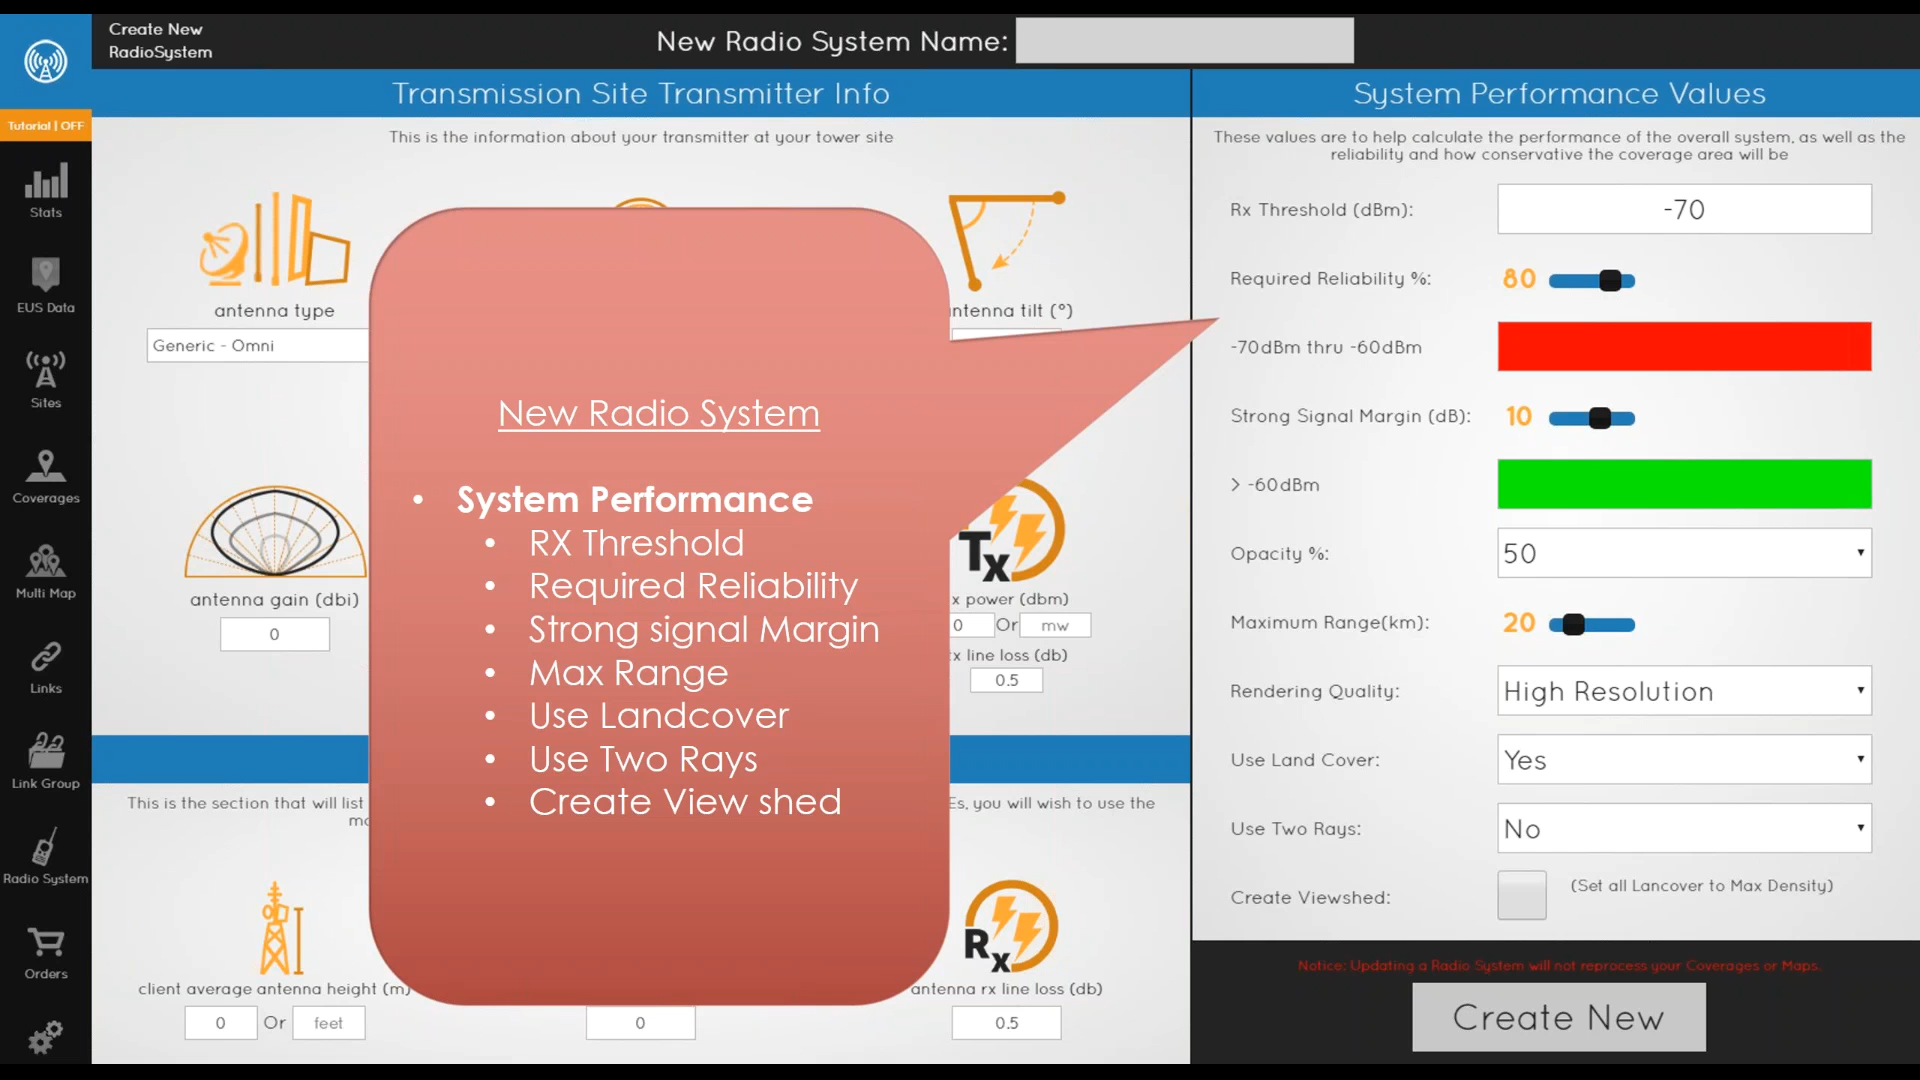 Create New
RadioSystem
New Radio System Name:
Tutorial | OFF
Stats
EUS Data
Sites
Coverages
Multi Map
Links
Link Group
Radio System
Orders
Transmission Site Transmitter Info
This is the information about your transmitter at your tower site
antenna type
Generic - Omni
ntenna tilt (°)
antenna gain (dbi)
0
Tx
x power (dbm)
0 Or mw
x line loss (db)
0.5
This is the section that will list
Es, you will wish to use the
client average antenna height (m)
0 Or feet
0
Rx
antenna rx line loss (db)
0.5
New Radio System
• System Performance
• RX Threshold
• Required Reliability
• Strong signal Margin
• Max Range
• Use Landcover
• Use Two Rays
• Create View shed
System Performance Values
These values are to help calculate the performance of the overall system, as well as the
reliability and how conservative the coverage area will be
Rx Threshold (dBm): -70
Required Reliability %: 80
-70dBm thru -60dBm
Strong Signal Margin (dB): 10
> -60dBm
Opacity %: 50
Maximum Range(km): 20
Rendering Quality: High Resolution
Use Land Cover: Yes
Use Two Rays: No
Create Viewshed: (Set all Lancover to Max Density)
Notice: Updating a Radio System will not reprocess your Coverages or Maps.
Create New